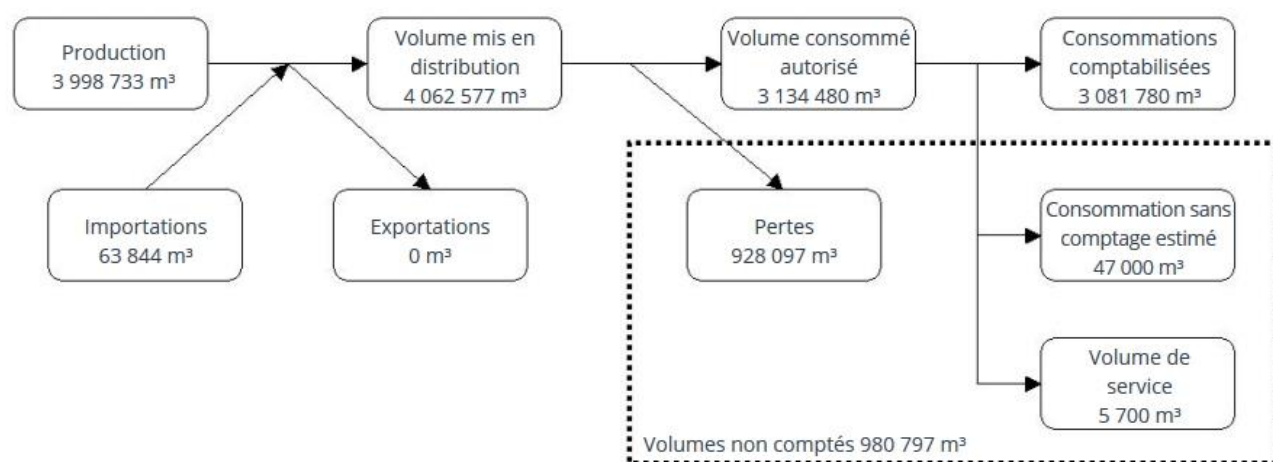 Production
3 998 733 m³
Volume mis en
distribution
4 062 577 m³
Volume consommé
autorisé
3 134 480 m³
Consommations
comptabilisées
3 081 780 m³
Importations
63 844 m³
Exportations
0 m³
Pertes
928 097 m³
Consommation sans
comptage estimé
47 000 m³
Volume de
service
5 700 m³
Volumes non comptés 980 797 m³